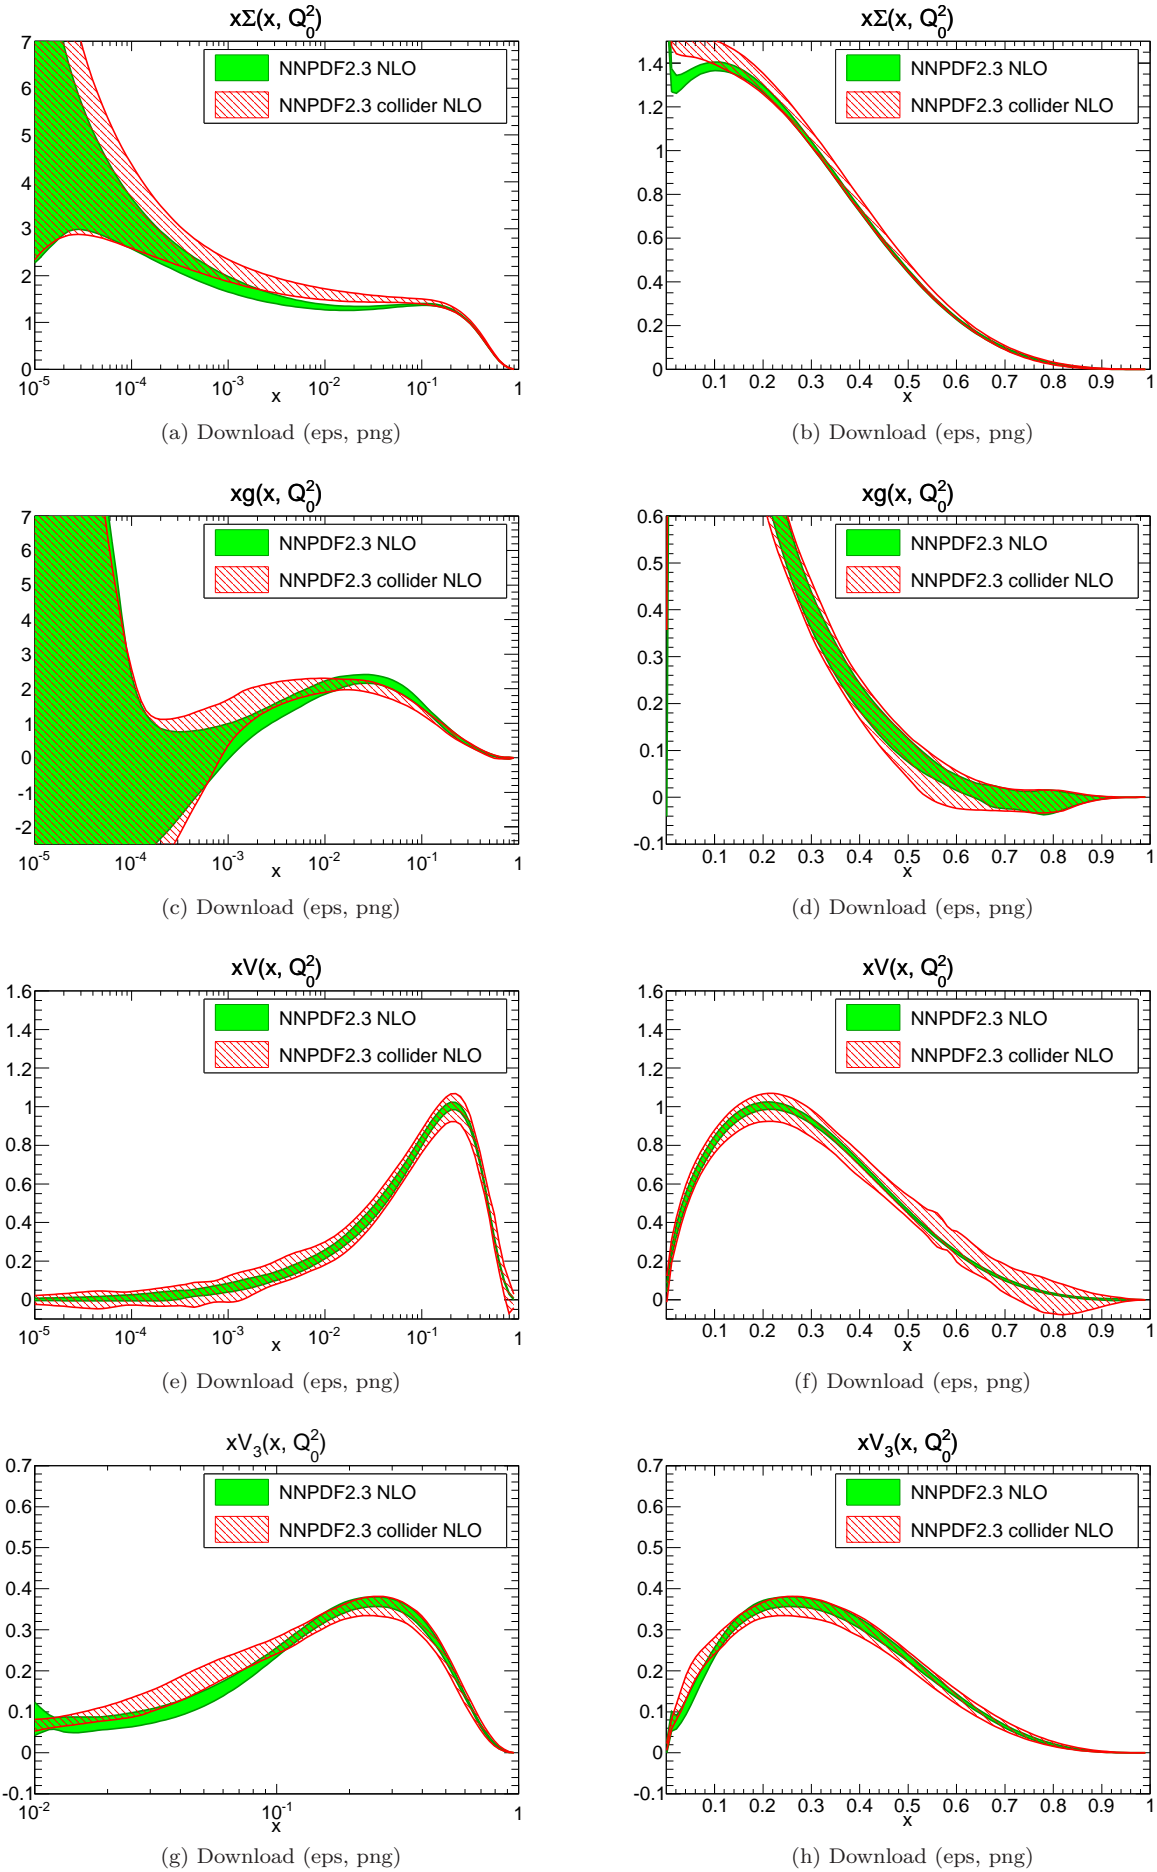 xΣ(x, Q₀²)
7
6
5
4
3
2
1
0
NNPDF2.3 NLO
NNPDF2.3 collider NLO
10⁻⁵ 10⁻⁴ 10⁻³ 10⁻² 10⁻¹ 1
x
(a) Download (eps, png)
xΣ(x, Q₀²)
1.4
1.2
1
0.8
0.6
0.4
0.2
0
NNPDF2.3 NLO
NNPDF2.3 collider NLO
0.1 0.2 0.3 0.4 0.5 0.6 0.7 0.8 0.9 1
x
(b) Download (eps, png)
xg(x, Q₀²)
7
6
5
4
3
2
1
0
-1
-2
NNPDF2.3 NLO
NNPDF2.3 collider NLO
10⁻⁵ 10⁻⁴ 10⁻³ 10⁻² 10⁻¹ 1
x
(c) Download (eps, png)
xg(x, Q₀²)
0.6
0.5
0.4
0.3
0.2
0.1
0
-0.1
NNPDF2.3 NLO
NNPDF2.3 collider NLO
0.1 0.2 0.3 0.4 0.5 0.6 0.7 0.8 0.9 1
x
(d) Download (eps, png)
xV(x, Q₀²)
1.6
1.4
1.2
1
0.8
0.6
0.4
0.2
0
NNPDF2.3 NLO
NNPDF2.3 collider NLO
10⁻⁵ 10⁻⁴ 10⁻³ 10⁻² 10⁻¹ 1
x
(e) Download (eps, png)
xV(x, Q₀²)
1.6
1.4
1.2
1
0.8
0.6
0.4
0.2
0
NNPDF2.3 NLO
NNPDF2.3 collider NLO
0.1 0.2 0.3 0.4 0.5 0.6 0.7 0.8 0.9 1
x
(f) Download (eps, png)
xV₃(x, Q₀²)
0.7
0.6
0.5
0.4
0.3
0.2
0.1
0
-0.1
NNPDF2.3 NLO
NNPDF2.3 collider NLO
10⁻² 10⁻¹ 1
x
(g) Download (eps, png)
xV₃(x, Q₀²)
0.7
0.6
0.5
0.4
0.3
0.2
0.1
0
-0.1
NNPDF2.3 NLO
NNPDF2.3 collider NLO
0.1 0.2 0.3 0.4 0.5 0.6 0.7 0.8 0.9 1
x
(h) Download (eps, png)